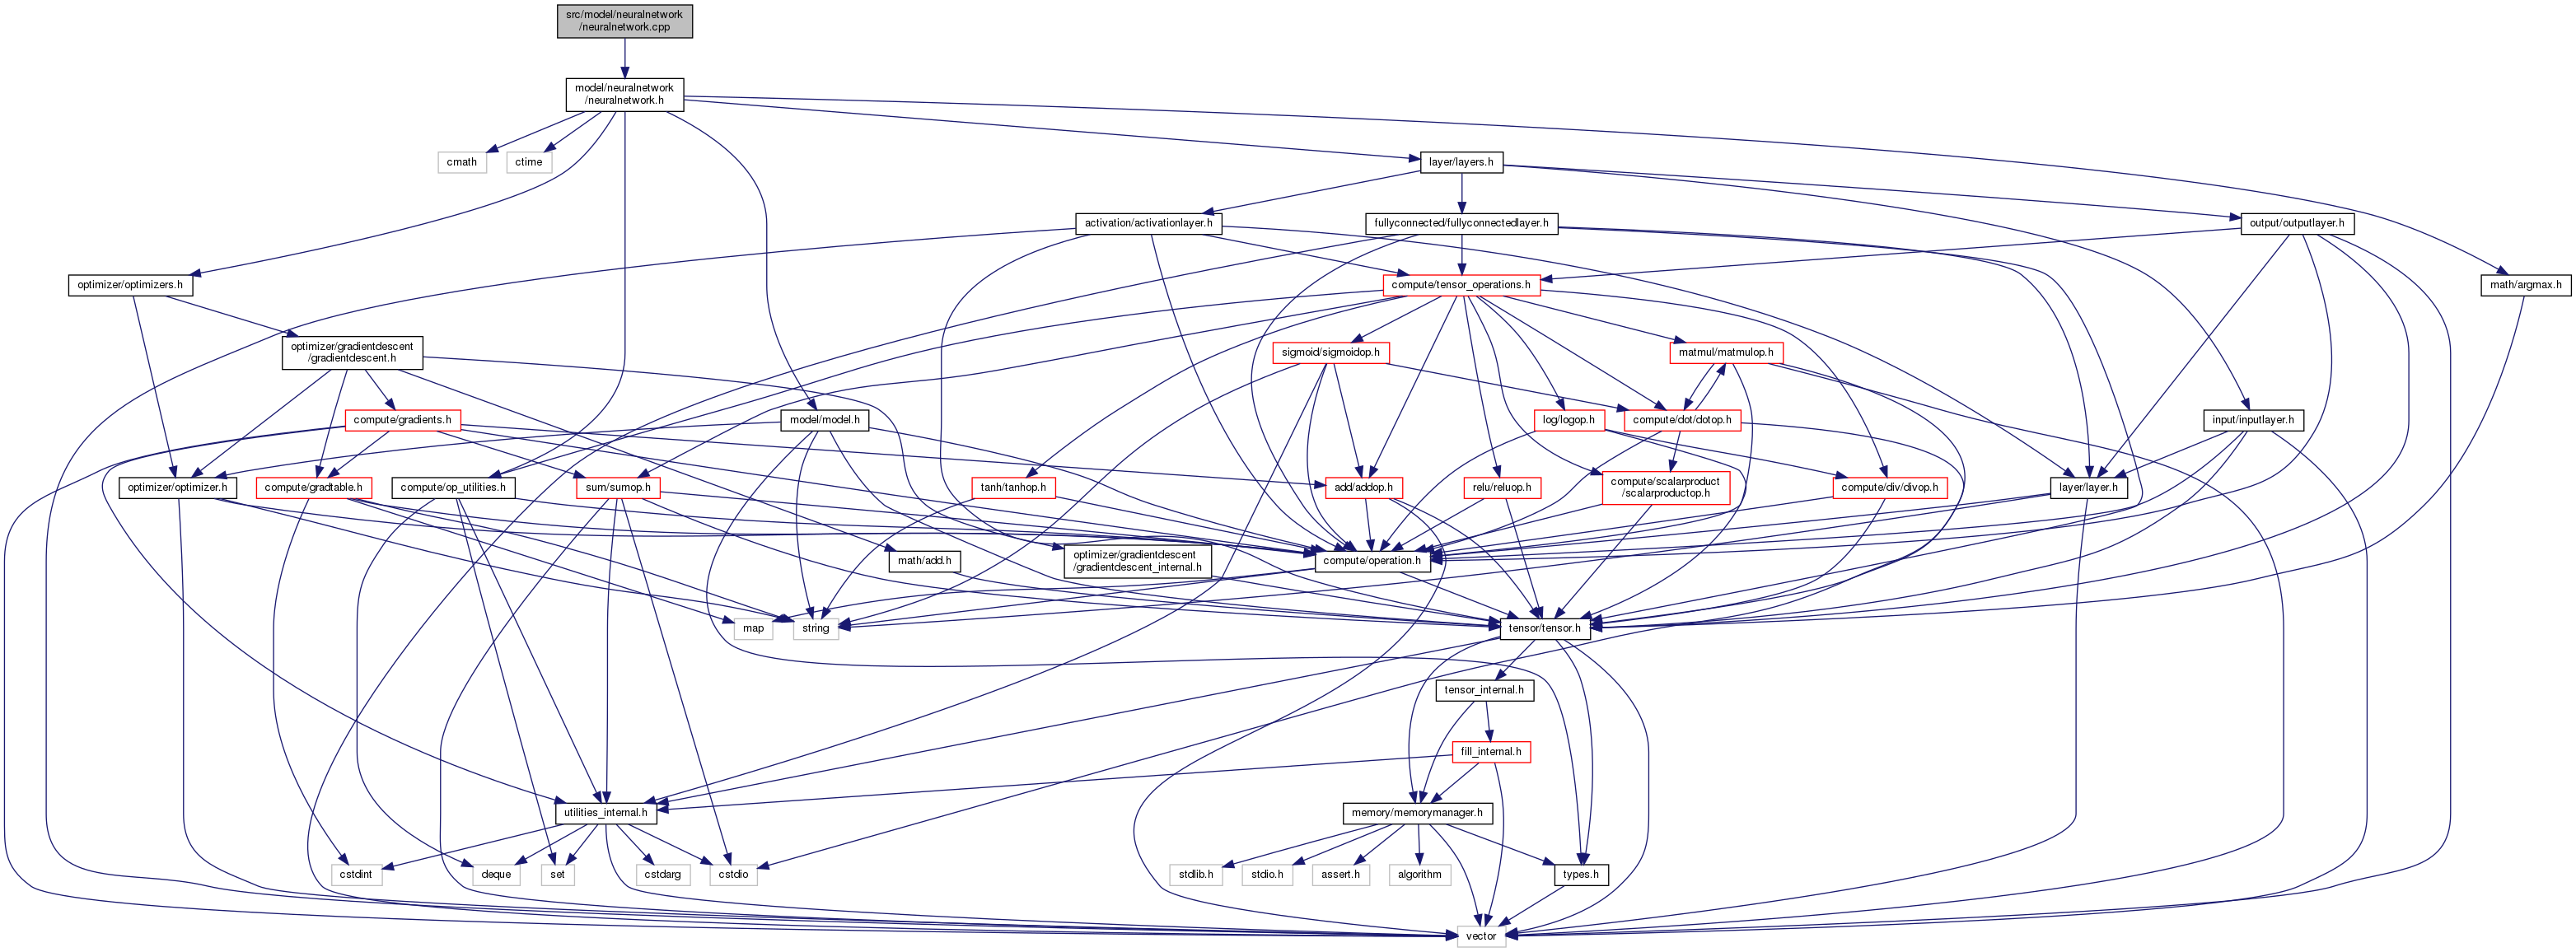 src/model/neuralnetwork
/neuralnetwork.cpp
model/neuralnetwork
/neuralnetwork.h
cmath
ctime
layer/layers.h
activation/activationlayer.h
fullyconnected/fullyconnectedlayer.h
output/outputlayer.h
optimizer/optimizers.h
compute/tensor_operations.h
math/argmax.h
optimizer/gradientdescent
/gradientdescent.h
sigmoid/sigmoidop.h
matmul/matmulop.h
compute/gradients.h
model/model.h
log/logop.h
compute/dot/dotop.h
input/inputlayer.h
optimizer/optimizer.h
compute/gradtable.h
compute/op_utilities.h
sum/sumop.h
tanh/tanhop.h
add/addop.h
relu/reluop.h
compute/scalarproduct
/scalarproductop.h
compute/div/divop.h
layer/layer.h
math/add.h
optimizer/gradientdescent
/gradientdescent_internal.h
compute/operation.h
map
string
tensor/tensor.h
tensor_internal.h
fill_internal.h
utilities_internal.h
memory/memorymanager.h
cstdint
deque
set
cstdarg
cstdio
stdlib.h
stdio.h
assert.h
algorithm
types.h
vector